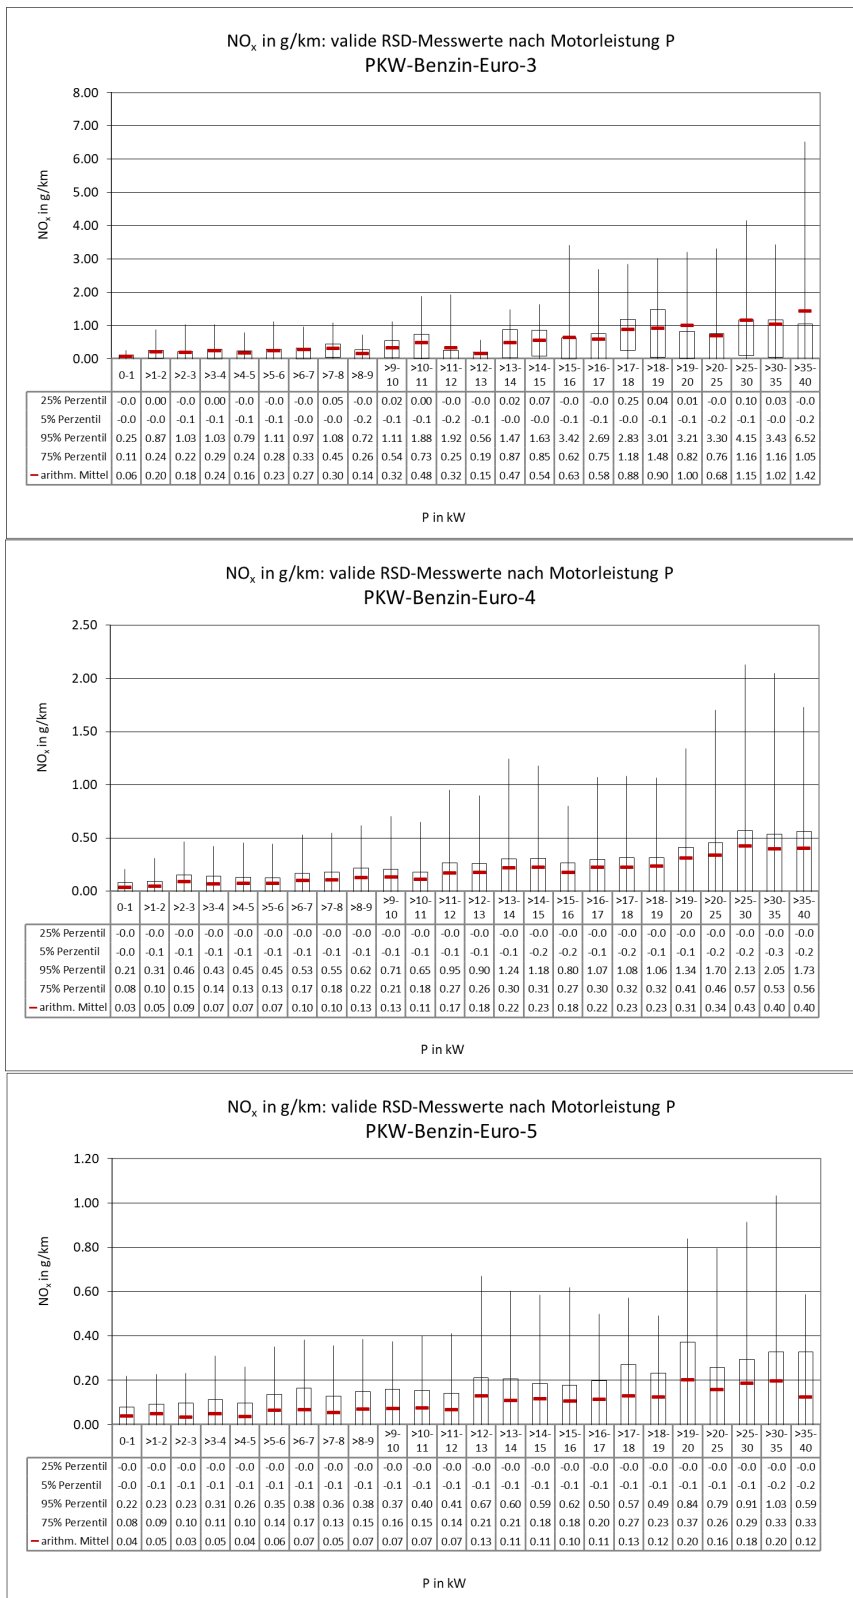 NOx in g/km: valide RSD-Messwerte nach Motorleistung P
PKW-Benzin-Euro-3
8.00
7.00
6.00
5.00
4.00
3.00
2.00
1.00
0.00
NOx in g/km
0-1 >1-2 >2-3 >3-4 >4-5 >5-6 >6-7 >7-8 >8-9 >9-10 >10-11 >11-12 >12-13 >13-14 >14-15 >15-16 >16-17 >17-18 >18-19 >19-20 >20-25 >25-30 >30-35 >35-40
25% Perzentil -0.0 0.00 -0.0 0.00 -0.0 -0.0 -0.0 0.05 -0.0 0.02 0.00 -0.0 -0.0 0.02 0.07 -0.0 -0.0 0.25 0.04 0.01 -0.0 0.10 0.03 -0.0
5% Perzentil -0.0 -0.0 -0.1 -0.1 -0.1 -0.1 -0.0 -0.0 -0.2 -0.1 -0.1 -0.2 -0.1 -0.0 -0.0 -0.1 -0.1 -0.0 -0.1 -0.1 -0.2 -0.1 -0.0 -0.2
95% Perzentil 0.25 0.87 1.03 1.03 0.79 1.11 0.97 1.08 0.72 1.11 1.88 1.92 0.56 1.47 1.63 3.42 2.69 2.83 3.01 3.21 3.30 4.15 3.43 6.52
75% Perzentil 0.11 0.24 0.22 0.29 0.24 0.28 0.33 0.45 0.26 0.54 0.73 0.25 0.19 0.87 0.85 0.62 0.75 1.18 1.48 0.82 0.76 1.16 1.16 1.05
arithm. Mittel 0.06 0.20 0.18 0.24 0.16 0.23 0.27 0.30 0.14 0.32 0.48 0.32 0.15 0.47 0.54 0.63 0.58 0.88 0.90 1.00 0.68 1.15 1.02 1.42
P in kW
NOx in g/km: valide RSD-Messwerte nach Motorleistung P
PKW-Benzin-Euro-4
2.50
2.00
1.50
1.00
0.50
0.00
NOx in g/km
0-1 >1-2 >2-3 >3-4 >4-5 >5-6 >6-7 >7-8 >8-9 >9-10 >10-11 >11-12 >12-13 >13-14 >14-15 >15-16 >16-17 >17-18 >18-19 >19-20 >20-25 >25-30 >30-35 >35-40
25% Perzentil -0.0 -0.0 -0.0 -0.0 -0.0 -0.0 -0.0 -0.0 -0.0 -0.0 -0.0 -0.0 -0.0 -0.0 -0.0 -0.0 -0.0 -0.0 -0.0 -0.0 -0.0 -0.0 -0.0 -0.0
5% Perzentil -0.0 -0.0 -0.1 -0.1 -0.1 -0.1 -0.1 -0.1 -0.1 -0.1 -0.1 -0.1 -0.1 -0.1 -0.2 -0.2 -0.1 -0.2 -0.1 -0.1 -0.2 -0.2 -0.3 -0.2
95% Perzentil 0.21 0.31 0.46 0.43 0.45 0.45 0.53 0.55 0.62 0.71 0.65 0.95 0.90 1.24 1.18 0.80 1.07 1.08 1.06 1.34 1.70 2.13 2.05 1.73
75% Perzentil 0.08 0.10 0.15 0.14 0.13 0.13 0.17 0.18 0.22 0.21 0.18 0.27 0.26 0.30 0.31 0.27 0.30 0.32 0.32 0.41 0.46 0.57 0.53 0.56
arithm. Mittel 0.03 0.05 0.09 0.07 0.07 0.07 0.10 0.10 0.13 0.13 0.11 0.17 0.18 0.22 0.23 0.18 0.22 0.23 0.23 0.31 0.34 0.43 0.40 0.40
P in kW
NOx in g/km: valide RSD-Messwerte nach Motorleistung P
PKW-Benzin-Euro-5
1.20
1.00
0.80
0.60
0.40
0.20
0.00
NOx in g/km
0-1 >1-2 >2-3 >3-4 >4-5 >5-6 >6-7 >7-8 >8-9 >9-10 >10-11 >11-12 >12-13 >13-14 >14-15 >15-16 >16-17 >17-18 >18-19 >19-20 >20-25 >25-30 >30-35 >35-40
25% Perzentil -0.0 -0.0 -0.0 -0.0 -0.0 -0.0 -0.0 -0.0 -0.0 -0.0 -0.0 -0.0 -0.0 -0.0 -0.0 -0.0 -0.0 -0.0 -0.0 -0.0 -0.0 -0.0 -0.0 -0.0
5% Perzentil -0.0 -0.1 -0.1 -0.1 -0.1 -0.1 -0.1 -0.1 -0.1 -0.1 -0.1 -0.1 -0.1 -0.1 -0.1 -0.1 -0.1 -0.1 -0.1 -0.1 -0.1 -0.1 -0.2 -0.2
95% Perzentil 0.22 0.23 0.23 0.31 0.26 0.35 0.38 0.36 0.38 0.37 0.40 0.41 0.67 0.60 0.59 0.62 0.50 0.57 0.49 0.84 0.79 0.91 1.03 0.59
75% Perzentil 0.08 0.09 0.10 0.11 0.10 0.14 0.17 0.13 0.15 0.16 0.15 0.14 0.21 0.21 0.18 0.18 0.20 0.27 0.23 0.37 0.26 0.29 0.33 0.33
arithm. Mittel 0.04 0.05 0.03 0.05 0.04 0.06 0.07 0.05 0.07 0.07 0.07 0.07 0.13 0.11 0.11 0.10 0.11 0.13 0.12 0.20 0.16 0.18 0.20 0.12
P in kW